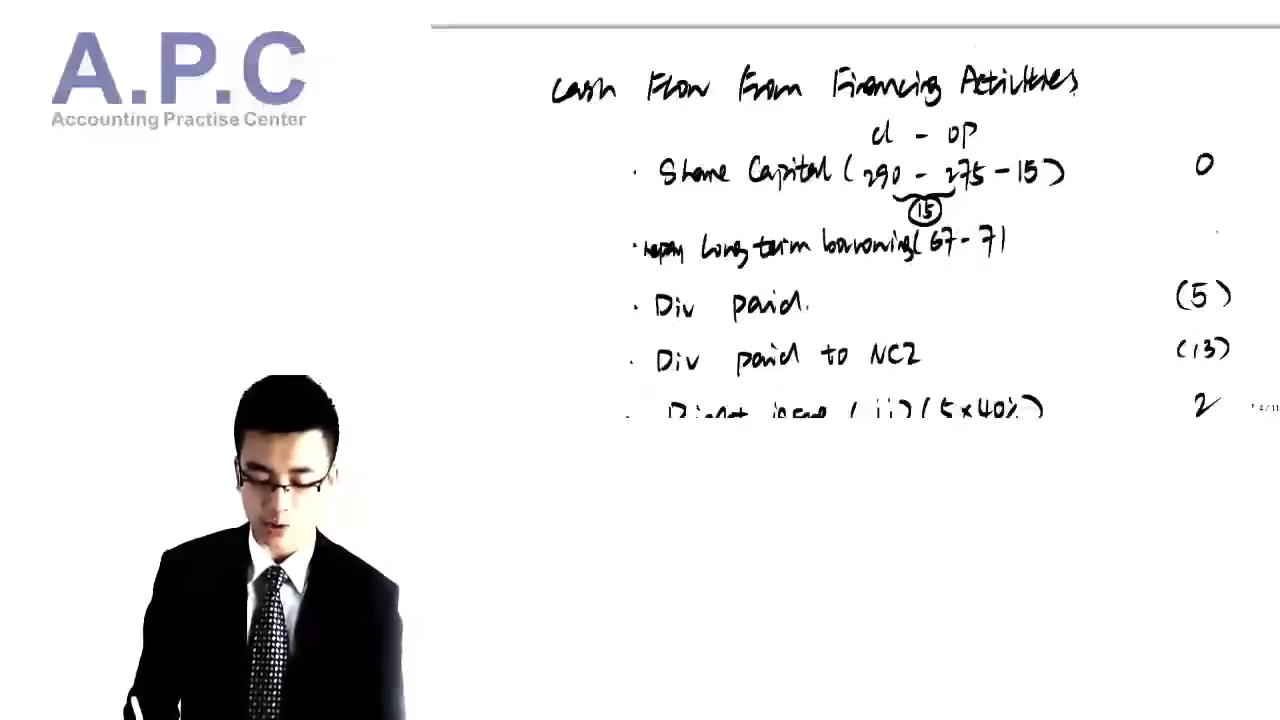 A.P.C
Accounting Practise Center
Cash Flow From Financing Activities
cl - op
· Share Capital (290 - 275 - 15) 0
15
· repay long term borrowing (67 - 71
· Div paid. (5)
· Div paid to NCI (13)
· (ii) (5 x 40%) 2